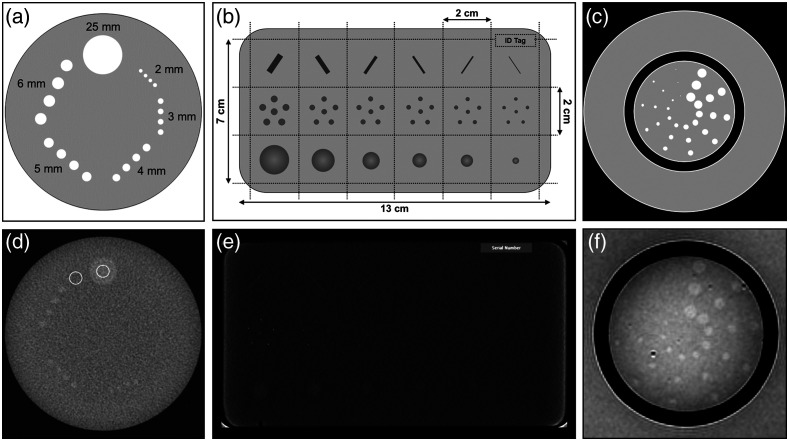 (a)
25 mm
2 mm
6 mm
3 mm
5 mm
4 mm
(b)
2 cm
ID Tag
7 cm
2 cm
13 cm
(c)
(d)
(e)
Serial Number
(f)